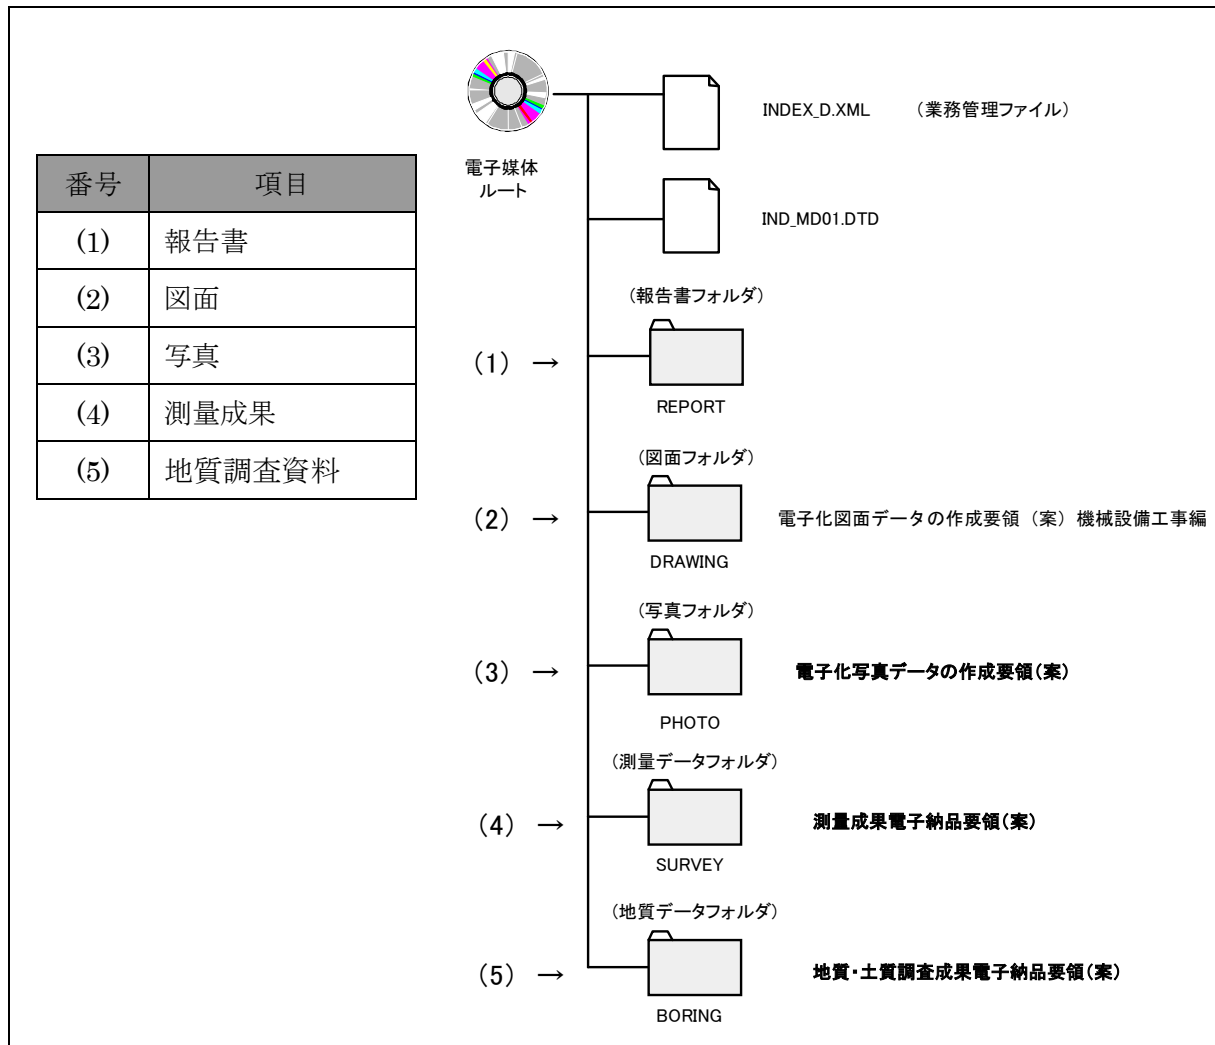 番号 項目
(1) 報告書
(2) 図面
(3) 写真
(4) 測量成果
(5) 地質調査資料
電子媒体
ルート
INDEX_D.XML （業務管理ファイル）
IND_MD01.DTD
（報告書フォルダ）
（1） →
REPORT
（図面フォルダ）
（2） → 電子化図面データの作成要領（案）機械設備工事編
DRAWING
（写真フォルダ）
（3） → 電子化写真データの作成要領（案）
PHOTO
（測量データフォルダ）
（4） → 測量成果電子納品要領（案）
SURVEY
（地質データフォルダ）
（5） → 地質・土質調査成果電子納品要領（案）
BORING